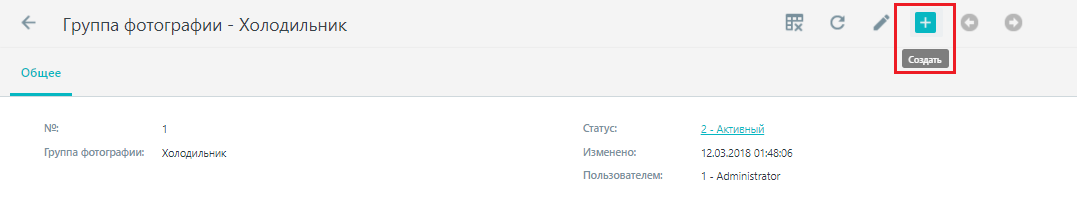 Группа фотографии - Холодильник
Создать
Общее
№: 1
Статус: 2 - Активный
Группа фотографии: Холодильник
Изменено: 12.03.2018 01:48:06
Пользователем: 1 - Administrator